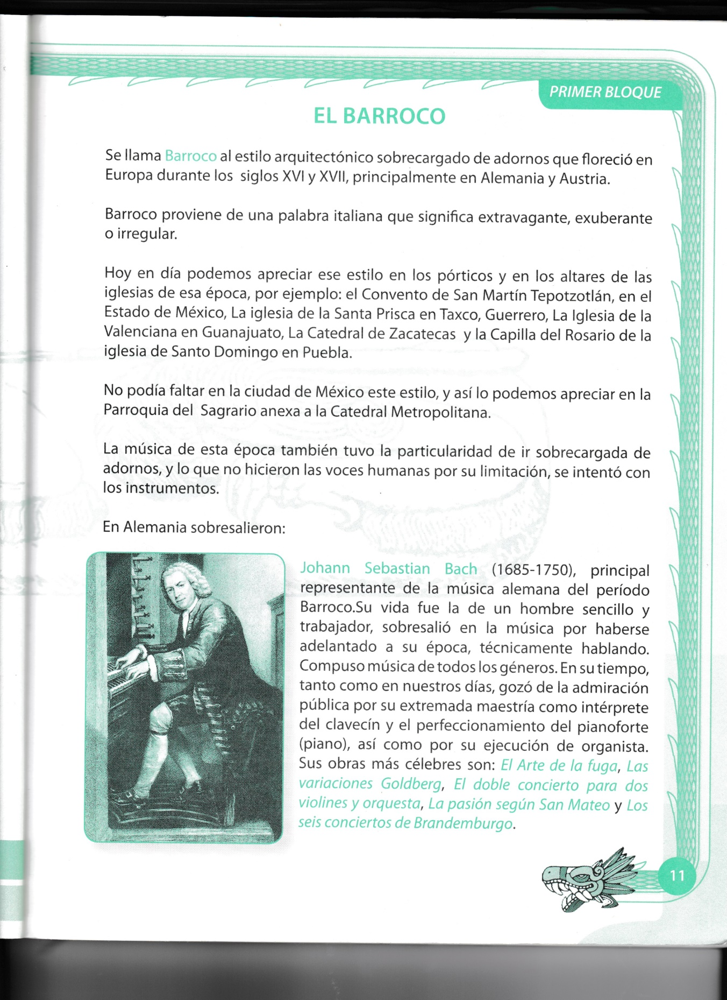 PRIMER BLOQUE
EL BARROCO
Se llama Barroco al estilo arquitectónico sobrecargado de adornos que floreció en
Europa durante los siglos XVI y XVII, principalmente en Alemania y Austria.
Barroco proviene de una palabra italiana que significa extravagante, exuberante
o irregular.
Hoy en día podemos apreciar ese estilo en los pórticos y en los altares de las
iglesias de esa época, por ejemplo: el Convento de San Martín Tepotzotlán, en el
Estado de México, La iglesia de la Santa Prisca en Taxco, Guerrero, La Iglesia de la
Valenciana en Guanajuato, La Catedral de Zacatecas y la Capilla del Rosario de la
iglesia de Santo Domingo en Puebla.
No podía faltar en la ciudad de México este estilo, y así lo podemos apreciar en la
Parroquia del Sagrario anexa a la Catedral Metropolitana.
La música de esta época también tuvo la particularidad de ir sobrecargada de
adornos, y lo que no hicieron las voces humanas por su limitación, se intentó con
los instrumentos.
En Alemania sobresalieron:
Johann Sebastian Bach (1685-1750), principal
representante de la música alemana del período
Barroco.Su vida fue la de un hombre sencillo y
trabajador, sobresalió en la música por haberse
adelantado a su época, técnicamente hablando.
Compuso música de todos los géneros. En su tiempo,
tanto como en nuestros días, gozó de la admiración
pública por su extremada maestría como intérprete
del clavecín y el perfeccionamiento del pianoforte
(piano), así como por su ejecución de organista.
Sus obras más célebres son: El Arte de la fuga, Las
variaciones Goldberg, El doble concierto para dos
violines y orquesta, La pasión según San Mateo y Los
seis conciertos de Brandemburgo.
11